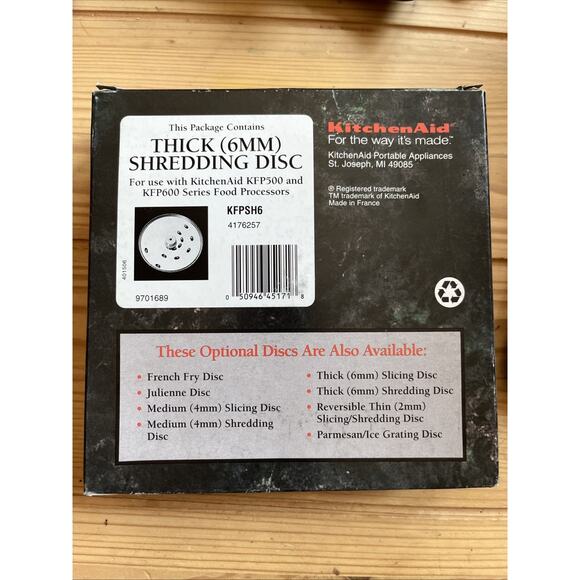 This Package Contains
THICK (6MM)
SHREDDING DISC
For use with KitchenAid KFP500 and
KFP600 Series Food Processors
KFPSH6
4176257
401506
9701689
0 50946 45171 8
KitchenAid
For the way it's made.™
KitchenAid Portable Appliances
St. Joseph, MI 49085
® Registered trademark
TM trademark of KitchenAid
Made in France
These Optional Discs Are Also Available:
• French Fry Disc
• Julienne Disc
• Medium (4mm) Slicing Disc
• Medium (4mm) Shredding
Disc
• Thick (6mm) Slicing Disc
• Thick (6mm) Shredding Disc
• Reversible Thin (2mm)
Slicing/Shredding Disc
• Parmesan/Ice Grating Disc